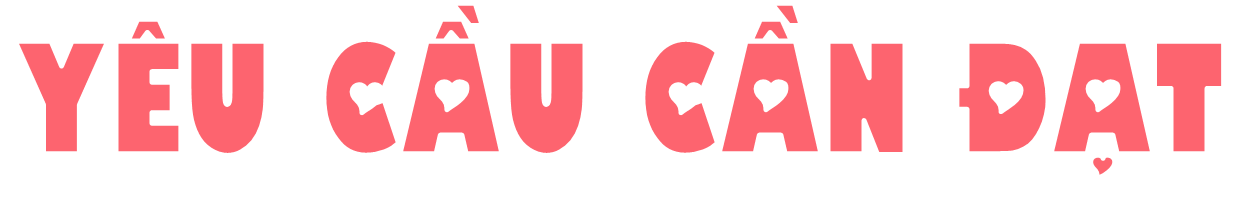 YÊU CẦU CẦN ĐẠT